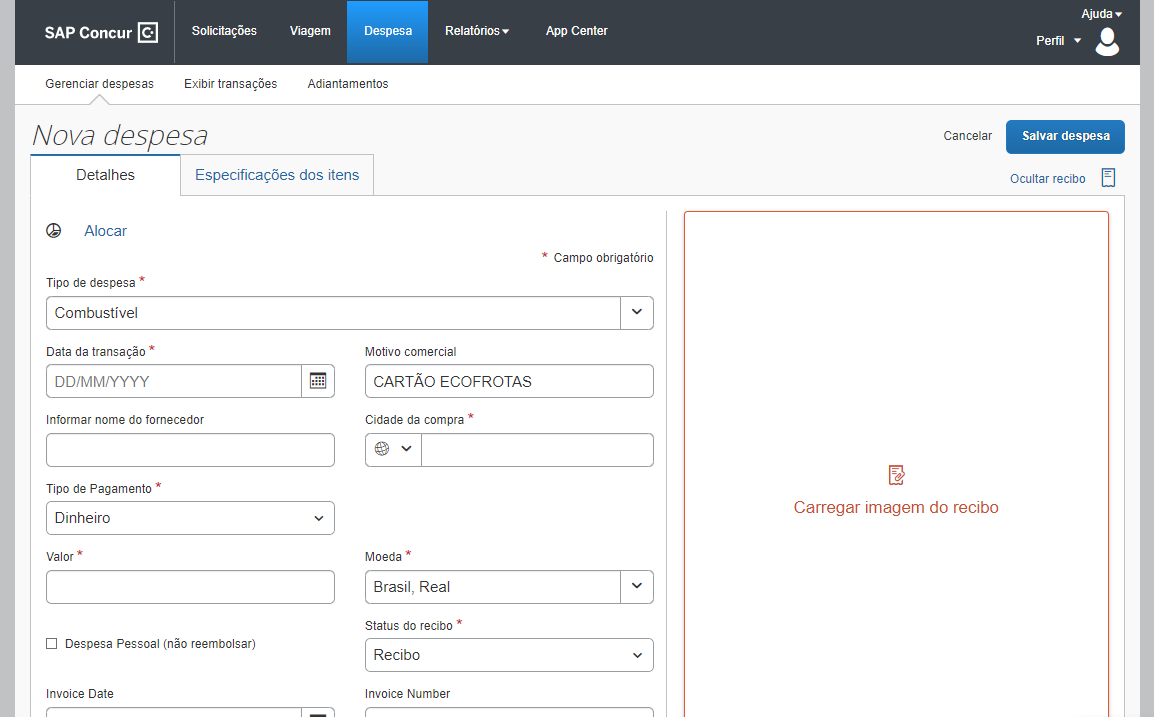 SAP Concur C Solicitações Viagem Despesa Relatórios App Center Ajuda
Perfil
Gerenciar despesas Exibir transações Adiantamentos
Nova despesa Cancelar Salvar despesa
Detalhes Especificações dos itens Ocultar recibo
Alocar
* Campo obrigatório
Tipo de despesa *
Combustível
Data da transação * Motivo comercial
DD/MM/YYYY CARTÃO ECOFROTAS
Informar nome do fornecedor Cidade da compra *
Tipo de Pagamento *
Dinheiro
Carregar imagem do recibo
Valor * Moeda *
Brasil, Real
Status do recibo *
Despesa Pessoal (não reembolsar)
Recibo
Invoice Date Invoice Number